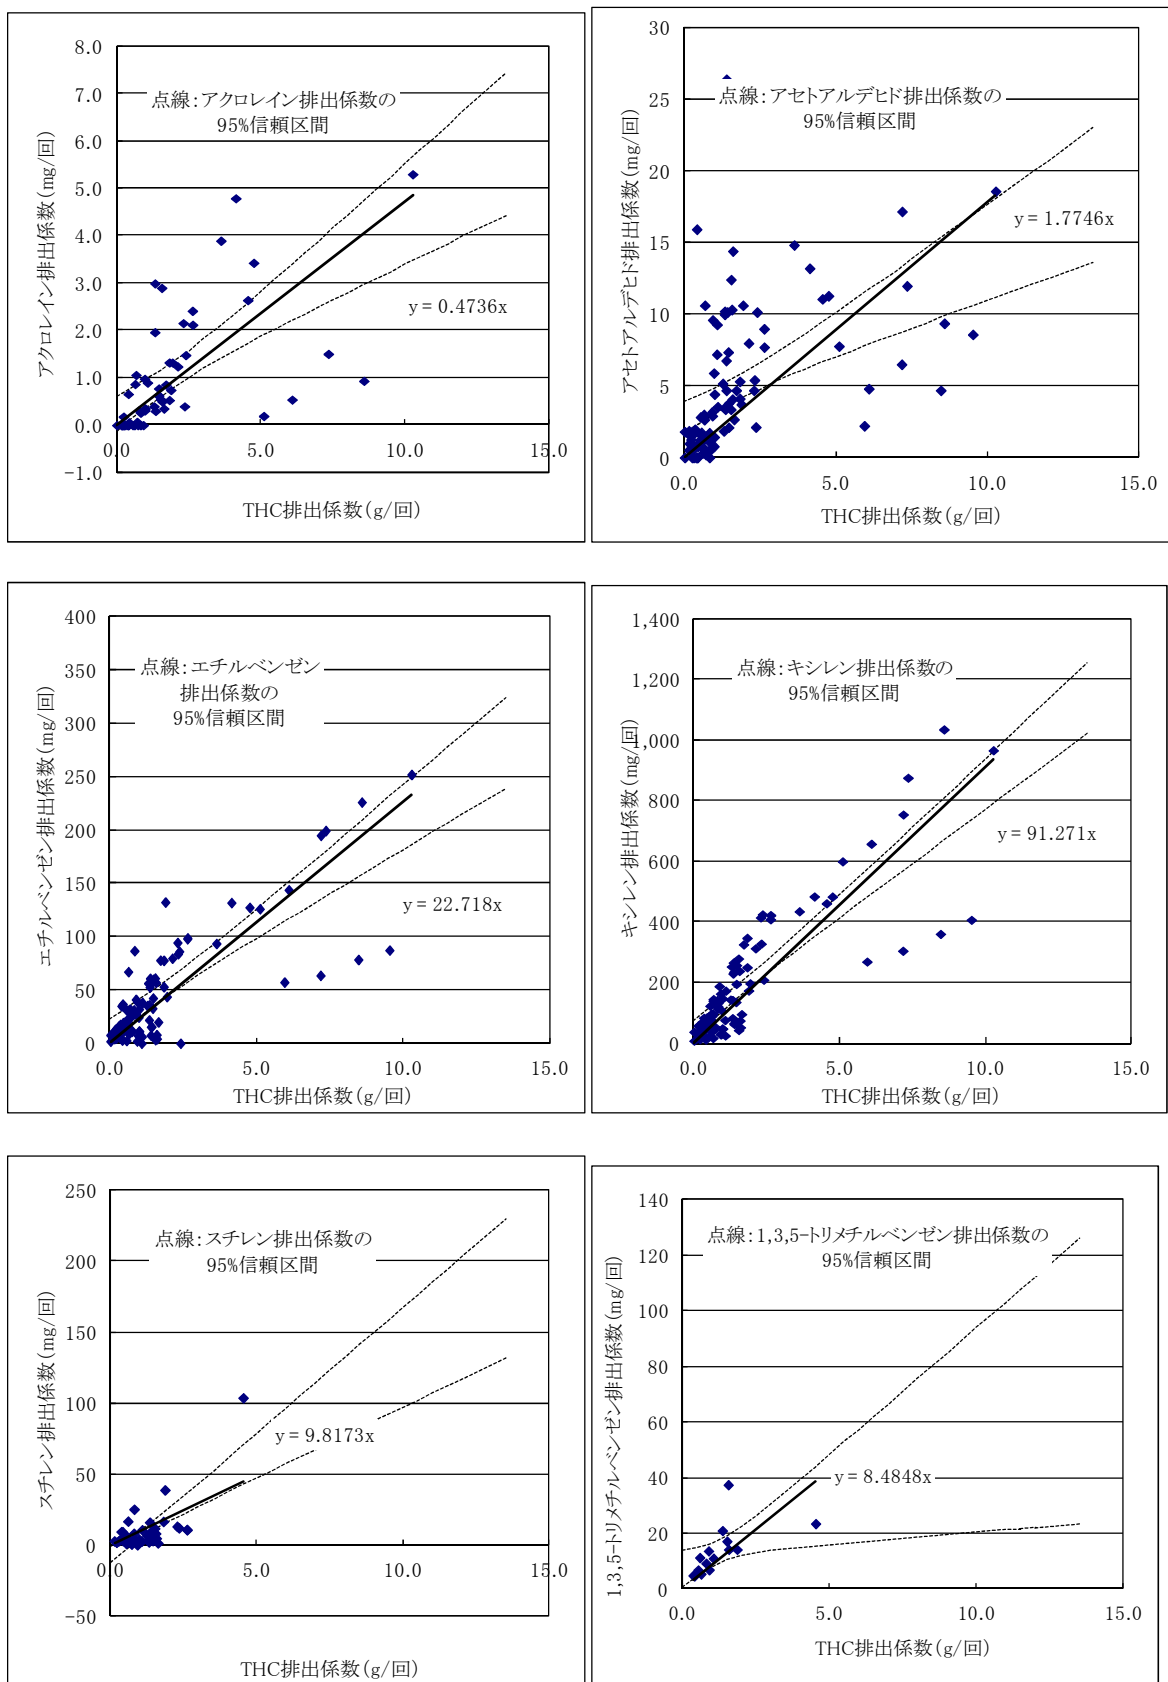 8.0
7.0
6.0
5.0
4.0
3.0
2.0
1.0
0.0
-1.0
アクロレイン排出係数(mg/回)
点線:アクロレイン排出係数の
95%信頼区間
y = 0.4736x
0.0
5.0
10.0
15.0
THC排出係数(g/回)
30
25
20
15
10
5
0
アセトアルデヒド排出係数(mg/回)
点線:アセトアルデヒド排出係数の
95%信頼区間
y = 1.7746x
0.0
5.0
10.0
15.0
THC排出係数(g/回)
400
350
300
250
200
150
100
50
0
エチルベンゼン排出係数(mg/回)
点線:エチルベンゼン
排出係数の
95%信頼区間
y = 22.718x
0.0
5.0
10.0
15.0
THC排出係数(g/回)
1,400
1,200
1,000
800
600
400
200
0
キシレン排出係数(mg/回)
点線:キシレン排出係数の
95%信頼区間
y = 91.271x
0.0
5.0
10.0
15.0
THC排出係数(g/回)
250
200
150
100
50
0
-50
スチレン排出係数(mg/回)
点線:スチレン排出係数の
95%信頼区間
y = 9.8173x
0.0
5.0
10.0
15.0
THC排出係数(g/回)
140
120
100
80
60
40
20
0
1,3,5-トリメチルベンゼン排出係数(mg/回)
点線:1,3,5-トリメチルベンゼン排出係数の
95%信頼区間
y = 8.4848x
0.0
5.0
10.0
15.0
THC排出係数(g/回)